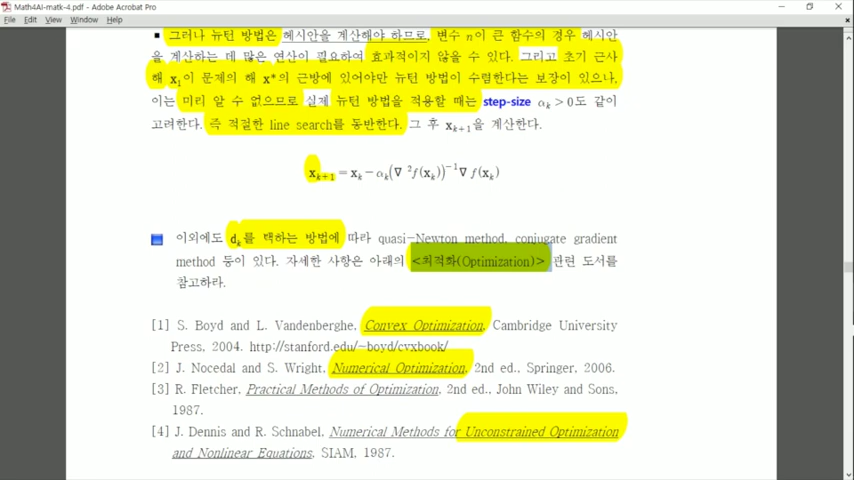 Math4AI-matk-4.pdf - Adobe Acrobat Pro
File Edit View Window Help
▪ 그러나 뉴턴 방법은 헤시안을 계산해야 하므로, 변수 n이 큰 함수의 경우 헤시안
을 계산하는 데 많은 연산이 필요하여 효과적이지 않을 수 있다. 그리고 초기 근사
해 x₁이 문제의 해 x*의 근방에 있어야만 뉴턴 방법이 수렴한다는 보장이 있으나,
이는 미리 알 수 없으므로 실제 뉴턴 방법을 적용할 때는 step-size αₖ>0도 같이
고려한다. 즉 적절한 line search를 동반한다. 그 후 xₖ₊₁을 계산한다.
xₖ₊₁ = xₖ − αₖ(∇²f(xₖ))⁻¹∇f(xₖ)
이외에도 dₖ를 택하는 방법에 따라 quasi-Newton method, conjugate gradient
method 등이 있다. 자세한 사항은 아래의 <최적화(Optimization)> 관련 도서를
참고하라.
[1] S. Boyd and L. Vandenberghe, Convex Optimization, Cambridge University
Press, 2004. http://stanford.edu/~boyd/cvxbook/
[2] J. Nocedal and S. Wright, Numerical Optimization, 2nd ed., Springer, 2006.
[3] R. Fletcher, Practical Methods of Optimization, 2nd ed., John Wiley and Sons,
1987.
[4] J. Dennis and R. Schnabel, Numerical Methods for Unconstrained Optimization
and Nonlinear Equations, SIAM, 1987.